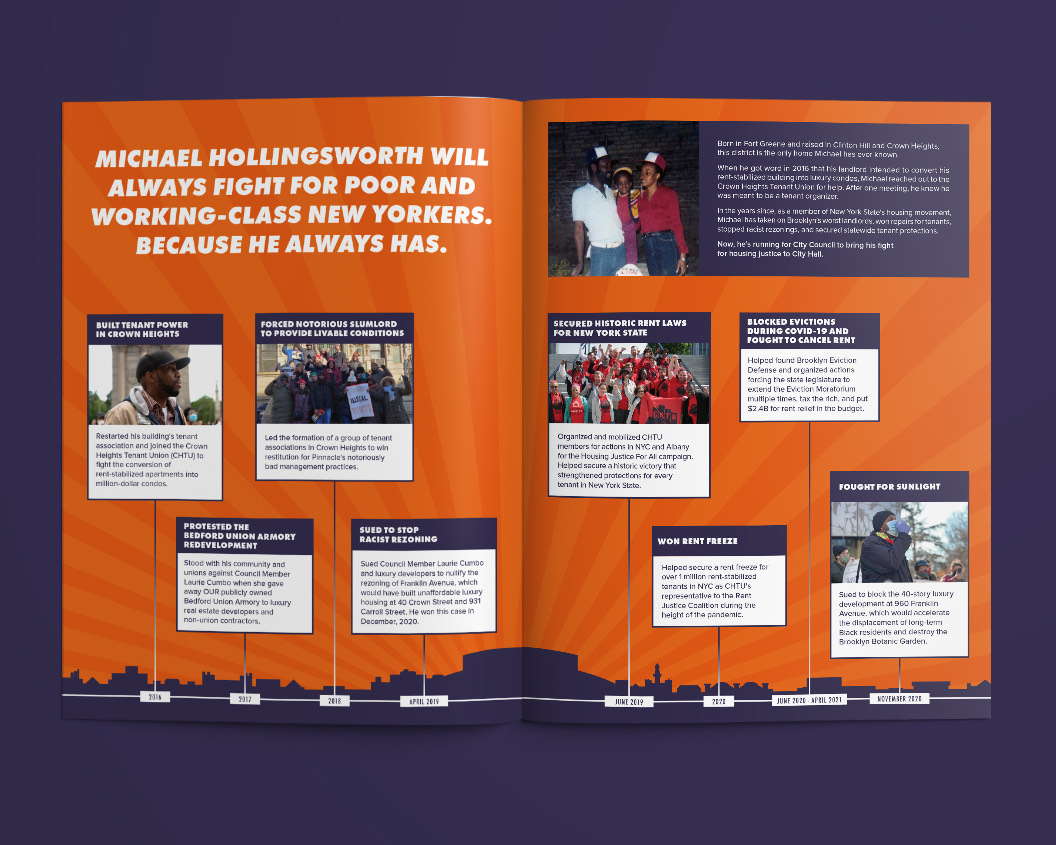 MICHAEL HOLLINGSWORTH WILL
ALWAYS FIGHT FOR POOR AND
WORKING-CLASS NEW YORKERS.
BECAUSE HE ALWAYS HAS.
BUILT TENANT POWER
IN CROWN HEIGHTS
Restarted his building's tenant
association and joined the Crown
Heights Tenant Union (CHTU) to
fight the conversion of
rent-stabilized apartments into
million-dollar condos.
2016
PROTESTED THE
BEDFORD UNION ARMORY
REDEVELOPMENT
Stood with his community and
unions against Council Member
Laurie Cumbo when she gave
away OUR publicly owned
Bedford Union Armory to luxury
real estate developers and
non-union contractors.
2017
FORCED NOTORIOUS SLUMLORD
TO PROVIDE LIVABLE CONDITIONS
ILLEGAL
Led the formation of a group of tenant
associations in Crown Heights to win
restitution for Pinnacle's notoriously
bad management practices.
2018
SUED TO STOP
RACIST REZONING
Sued Council Member Laurie Cumbo
and luxury developers to nullify the
rezoning of Franklin Avenue, which
would have built unaffordable luxury
housing at 40 Crown Street and 931
Carroll Street. He won this case in
December, 2020.
APRIL 2019
Born in Fort Greene and raised in Clinton Hill and Crown Heights,
this district is the only home Michael has ever known.
When he got word in 2016 that his landlord intended to convert his
rent-stabilized building into luxury condos, Michael reached out to the
Crown Heights Tenant Union for help. After one meeting, he knew he
was meant to be a tenant organizer.
In the years since, as a member of New York State's housing movement,
Michael has taken on Brooklyn's worst landlords, won repairs for tenants,
stopped racist rezonings, and secured statewide tenant protections.
Now, he's running for City Council to bring his fight
for housing justice to City Hall.
SECURED HISTORIC RENT LAWS
FOR NEW YORK STATE
Organized and mobilized CHTU
members for actions in NYC and Albany
for the Housing Justice For All campaign.
Helped secure a historic victory that
strengthened protections for every
tenant in New York State.
JUNE 2019
WON RENT FREEZE
Helped secure a rent freeze for
over 1 million rent-stabilized
tenants in NYC as CHTU's
representative to the Rent
Justice Coalition during the
height of the pandemic.
2020
BLOCKED EVICTIONS
DURING COVID-19 AND
FOUGHT TO CANCEL RENT
Helped found Brooklyn Eviction
Defense and organized actions
forcing the state legislature to
extend the Eviction Moratorium
multiple times, tax the rich, and put
$2.4B for rent relief in the budget.
JUNE 2020 - APRIL 2021
FOUGHT FOR SUNLIGHT
Sued to block the 40-story luxury
development at 960 Franklin
Avenue, which would accelerate
the displacement of long-term
Black residents and destroy the
Brooklyn Botanic Garden.
NOVEMBER 2020